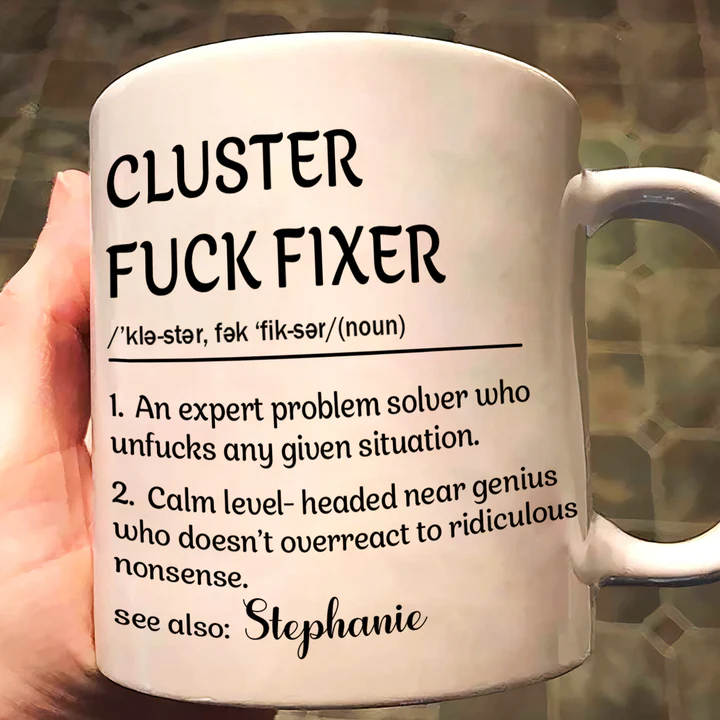 CLUSTER
FUCK FIXER
/'klə-stər, fək ‘fik-sər/(noun)
1. An expert problem solver who
unfucks any given situation.
2. Calm level- headed near genius
who doesn't overreact to ridiculous
nonsense.
see also: Stephanie